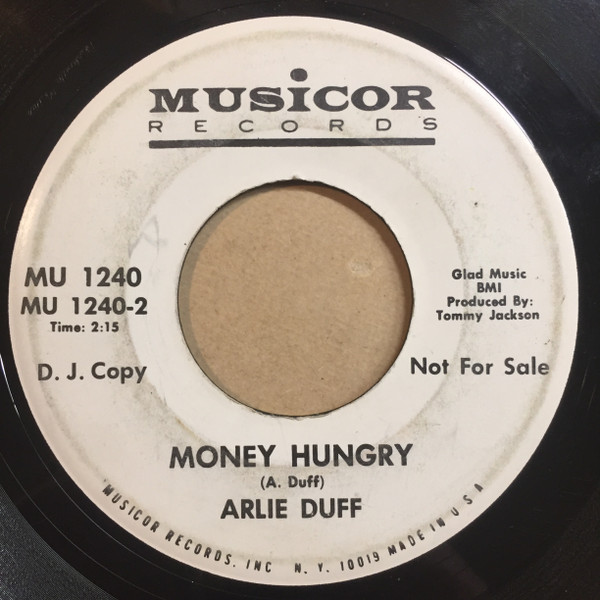 MUSICOR
RECORDS
MU 1240
MU 1240-2
Time: 2:15
D. J. Copy
Glad Music
BMI
Produced By:
Tommy Jackson
Not For Sale
MONEY HUNGRY
(A. Duff)
ARLIE DUFF
MUSICOR RECORDS, INC N. Y. 10019 MADE IN U S A